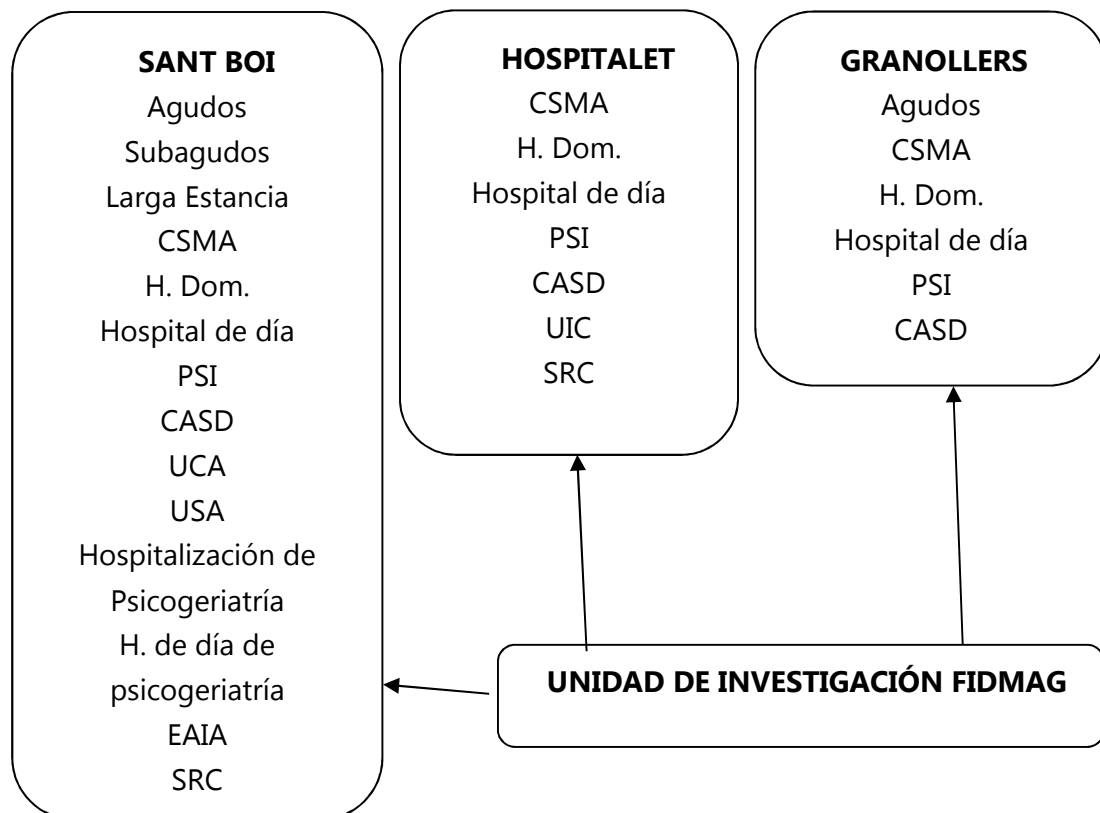 SANT BOI
Agudos
Subagudos
Larga Estancia
CSMA
H. Dom.
Hospital de día
PSI
CASD
UCA
USA
Hospitalización de
Psicogeriatría
H. de día de
psicogeriatría
EAIA
SRC
HOSPITALET
CSMA
H. Dom.
Hospital de día
PSI
CASD
UIC
SRC
GRANOLLERS
Agudos
CSMA
H. Dom.
Hospital de día
PSI
CASD
UNIDAD DE INVESTIGACIÓN FIDMAG